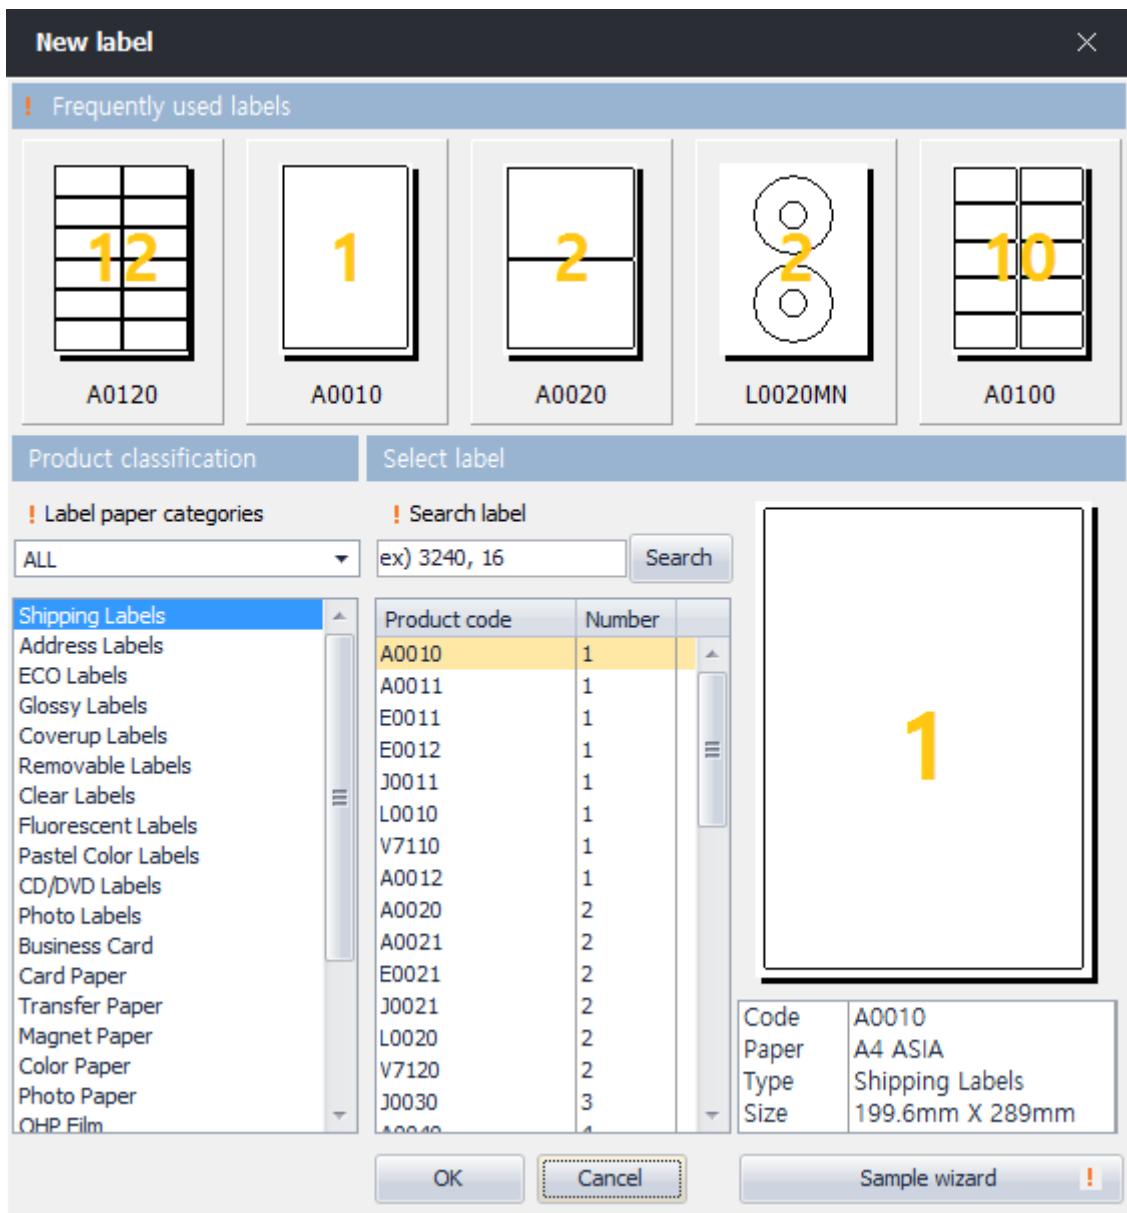 New label
! Frequently used labels
12
1
2
2
10
A0120
A0010
A0020
L0020MN
A0100
Product classification
Select label
! Label paper categories
ALL
Shipping Labels
Address Labels
ECO Labels
Glossy Labels
Coverup Labels
Removable Labels
Clear Labels
Fluorescent Labels
Pastel Color Labels
CD/DVD Labels
Photo Labels
Business Card
Card Paper
Transfer Paper
Magnet Paper
Color Paper
Photo Paper
OHP Film
! Search label
ex) 3240, 16 Search
Product code Number
A0010 1
A0011 1
E0011 1
E0012 1
J0011 1
L0010 1
V7110 1
A0012 1
A0020 2
A0021 2
E0021 2
J0021 2
L0020 2
V7120 2
J0030 3
A0040 4
1
Code A0010
Paper A4 ASIA
Type Shipping Labels
Size 199.6mm X 289mm
OK
Cancel
Sample wizard !